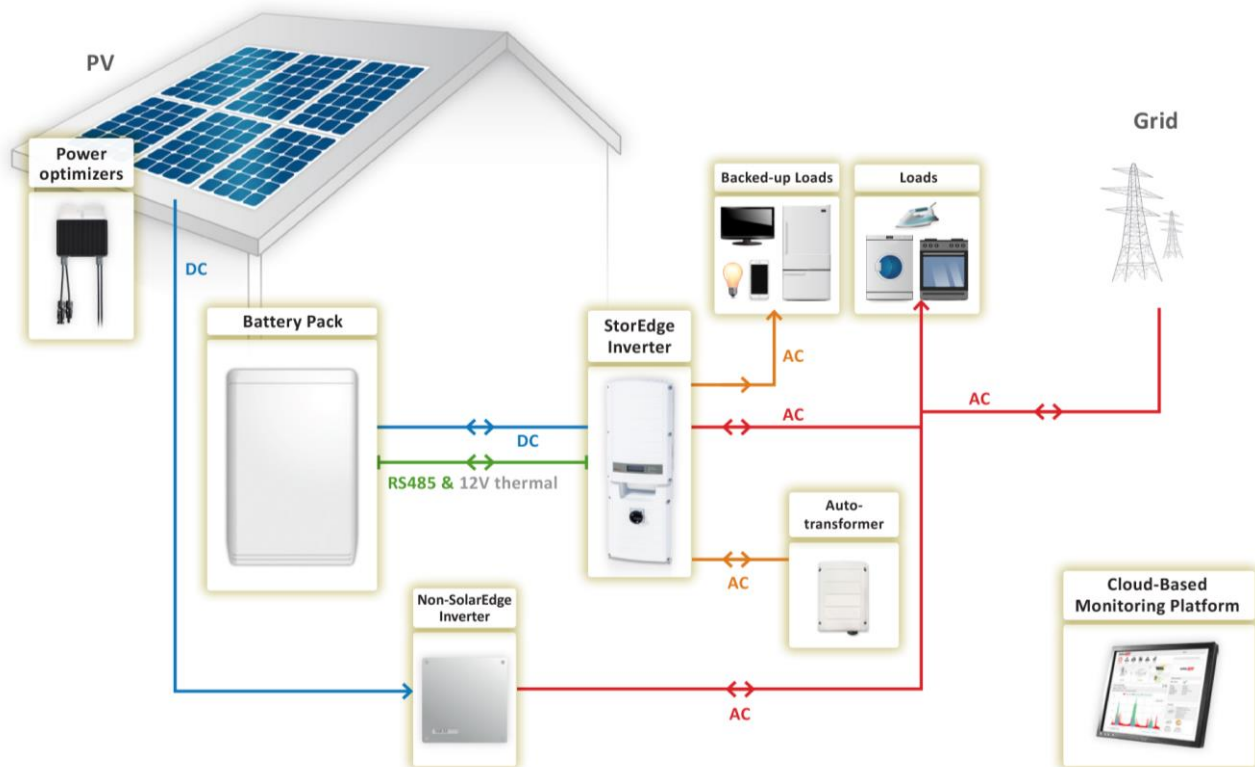 PV
Grid
Power
optimizers
Backed-up Loads
Loads
DC
Battery Pack
StorEdge
Inverter
AC
AC
AC
DC
RS485 & 12V thermal
Auto-
transformer
AC
Non-SolarEdge
Inverter
Cloud-Based
Monitoring Platform
AC